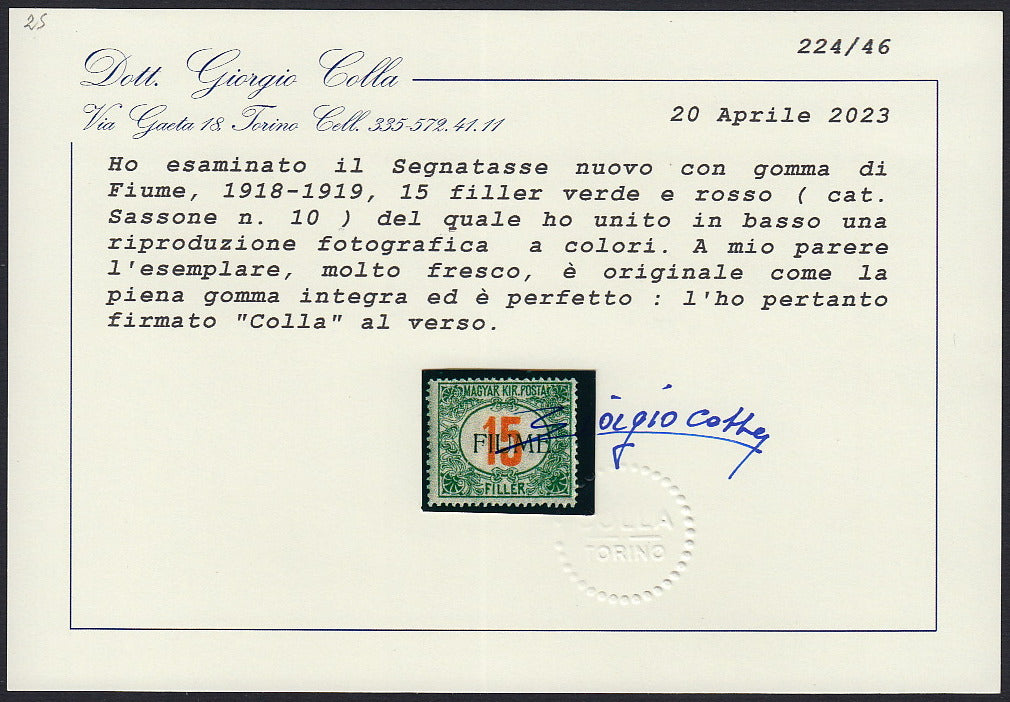 25
224/46
Dott. Giorgio Colla
Via Gaeta 18. Torino Cell. 335-572.41.11
20 Aprile 2023
Ho esaminato il Segnatasse nuovo con gomma di
Fiume, 1918-1919, 15 filler verde e rosso ( cat.
Sassone n. 10 ) del quale ho unito in basso una
riproduzione fotografica a colori. A mio parere
l'esemplare, molto fresco, è originale come la
piena gomma integra ed è perfetto : l'ho pertanto
firmato "Colla" al verso.
MAGYAR KIR. POSTA
15
FIUME
FILLER
Giorgio Colla
COLLA
TORINO